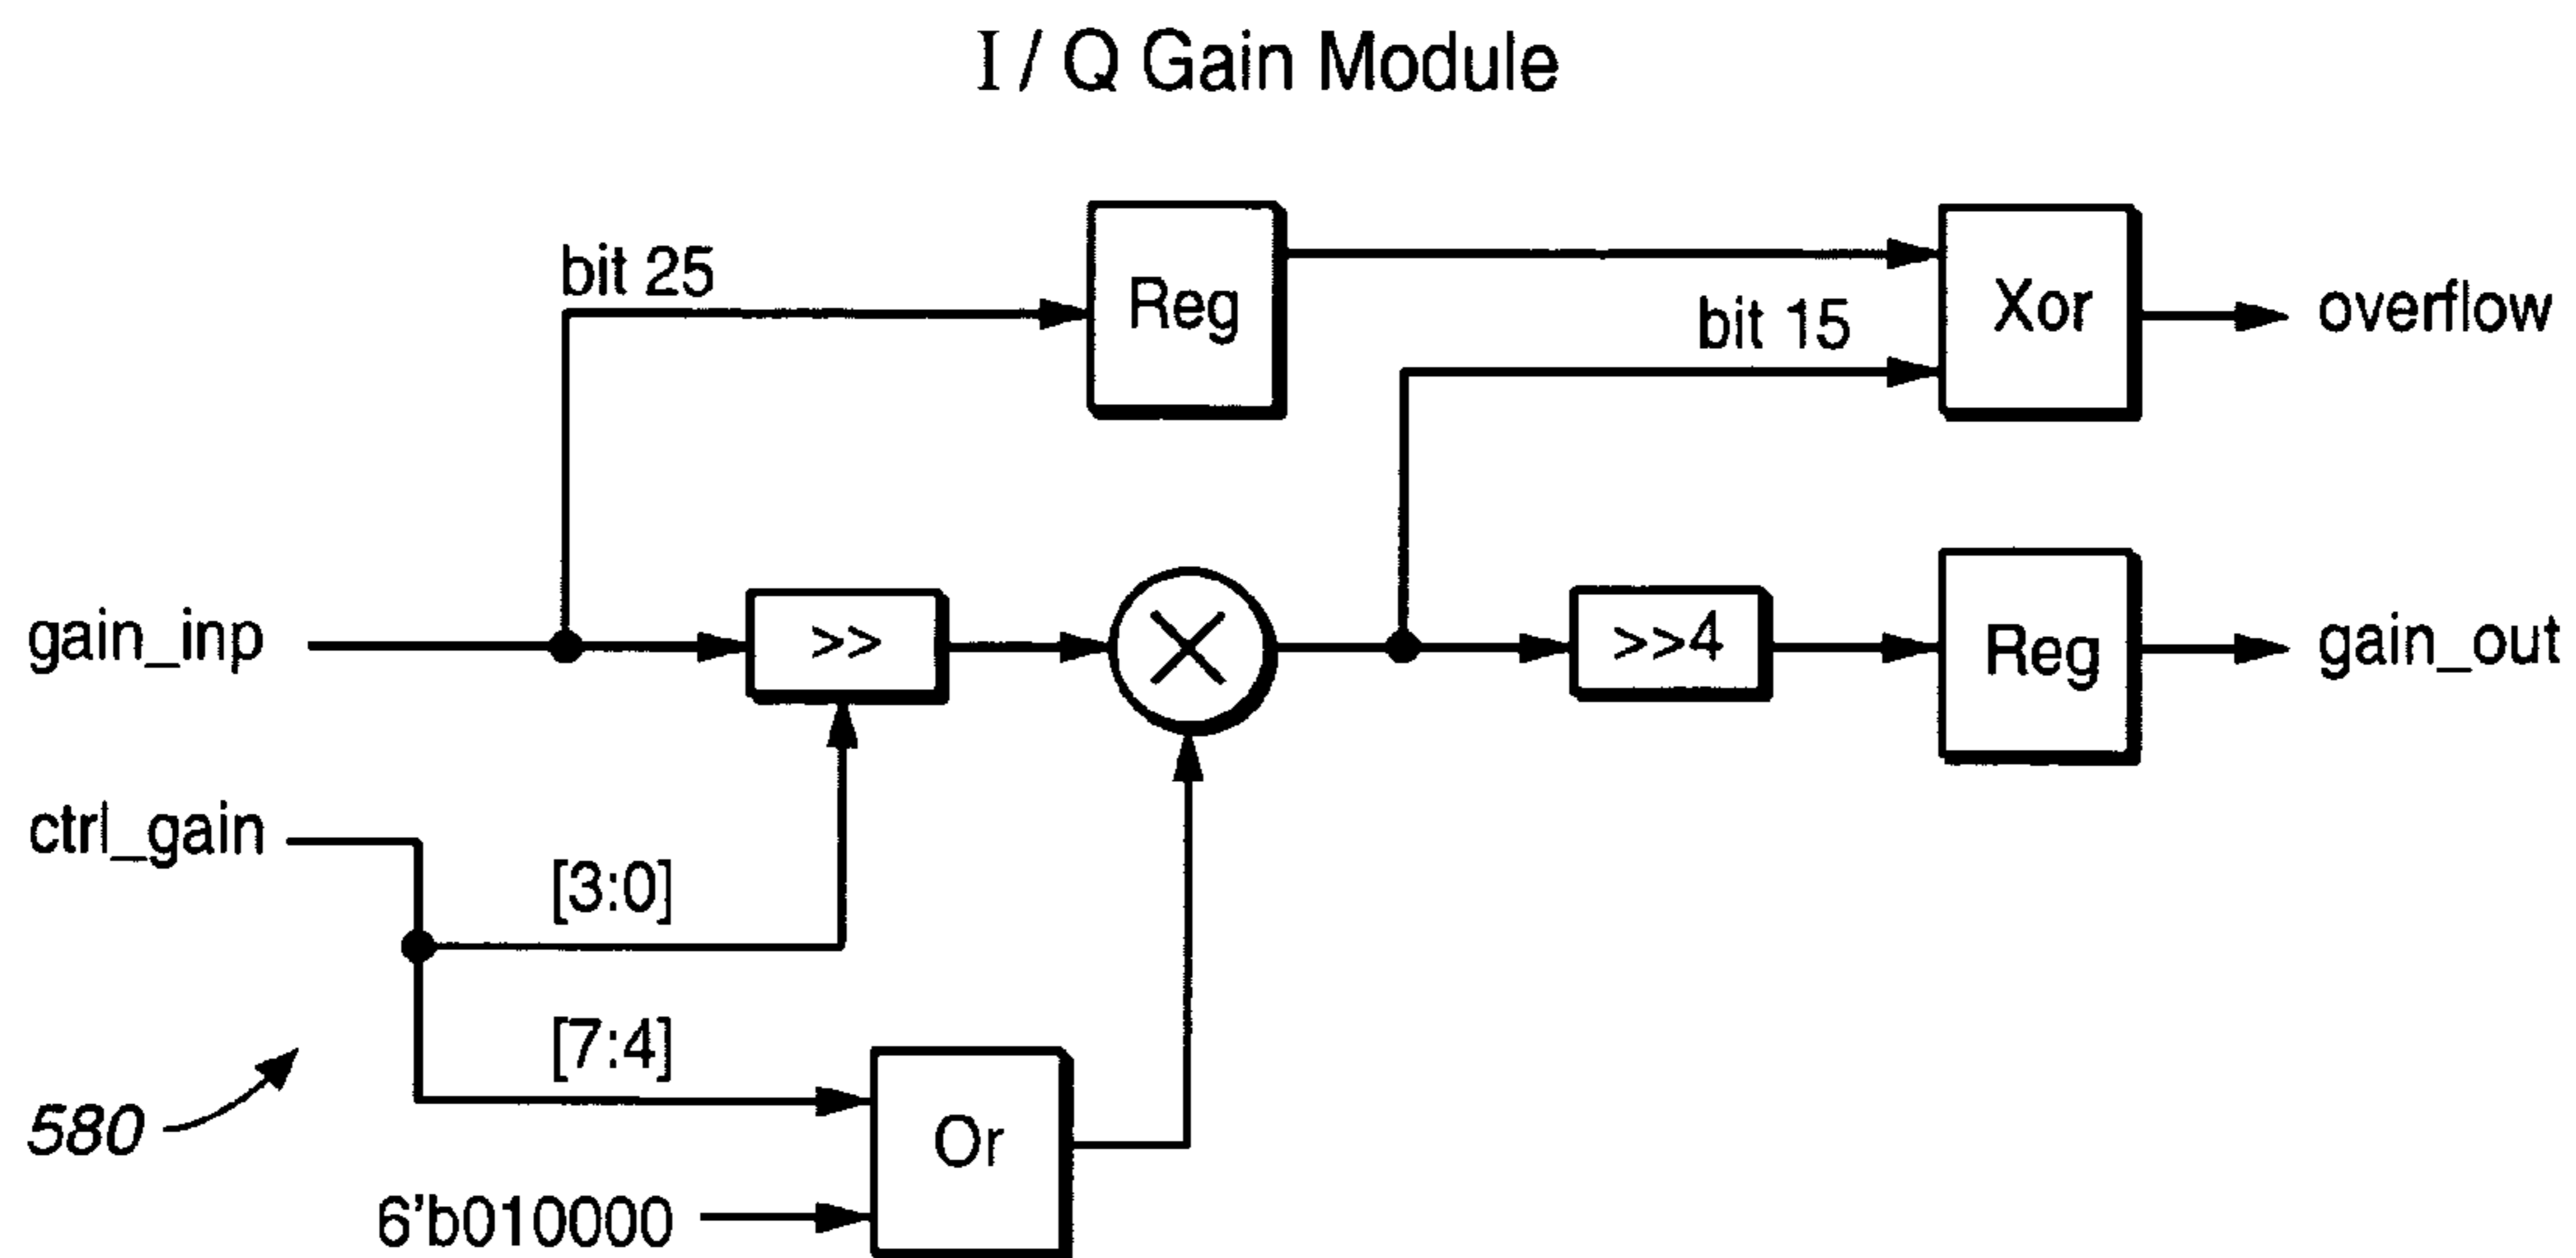 I / Q Gain Module
bit 25
Reg
bit 15
Xor
overflow
gain_inp
>>
>>4
Reg
gain_out
ctrl_gain
[3:0]
[7:4]
Or
580
6'b010000